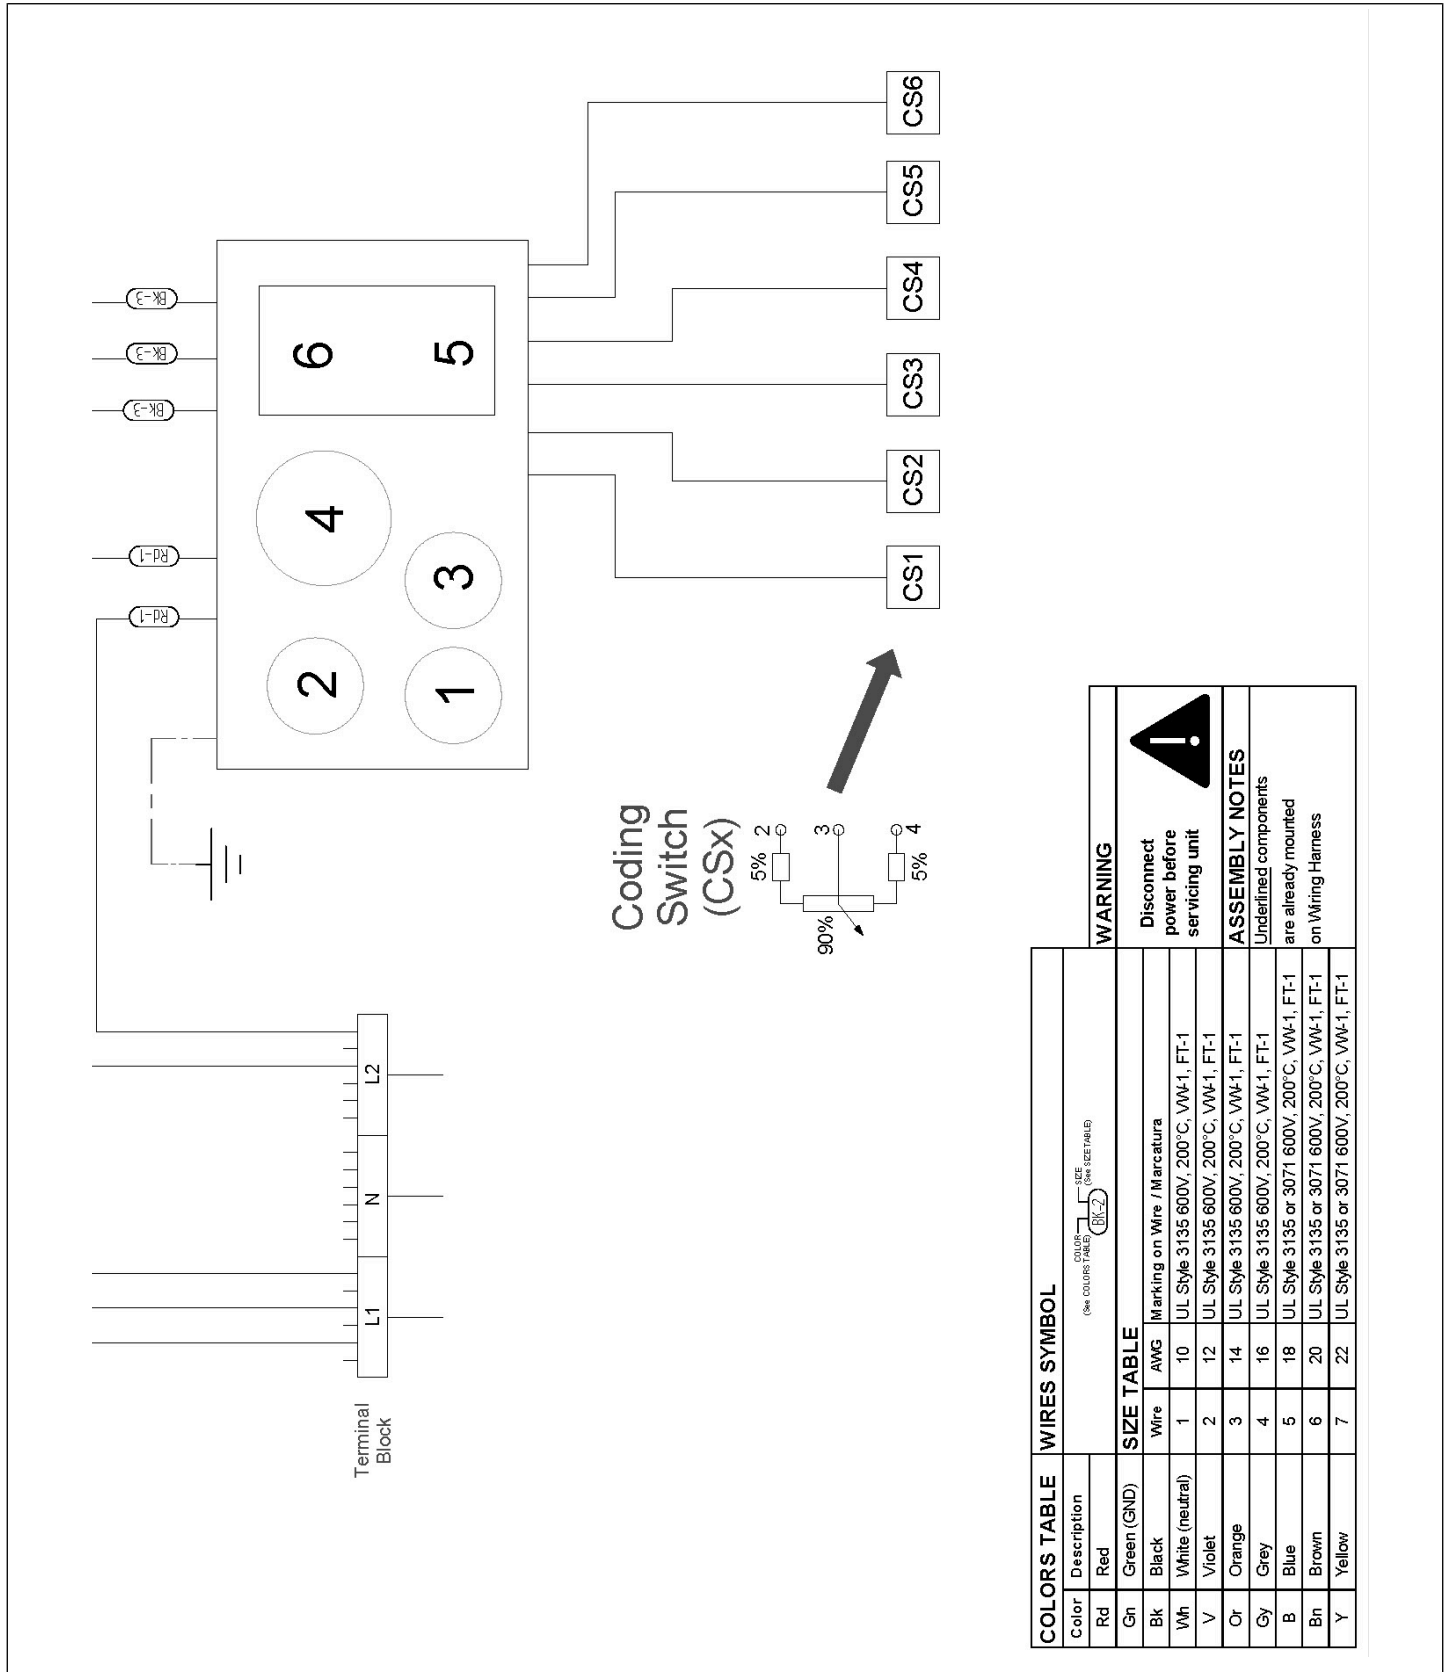 Terminal
Block
L1
N
L2
Rd-1
Rd-1
Bk-3
Bk-3
Bk-3
2
4
6
1
3
5
Coding
Switch
(CSx)
5%
2
90%
3
5%
4
CS1
CS2
CS3
CS4
CS5
CS6
COLORS TABLE
Color Description
Rd Red
Gn Green (GND)
Bk Black
Wh White (neutral)
V Violet
Or Orange
Gy Grey
B Blue
Bn Brown
Y Yellow
WIRES SYMBOL
COLOR
(See COLORS TABLE)
SIZE
(See SIZE TABLE)
BK-2
SIZE TABLE
Wire AWG Marking on Wire / Marcatura
1 10 UL Style 3135 600V, 200°C, VW-1, FT-1
2 12 UL Style 3135 600V, 200°C, VW-1, FT-1
3 14 UL Style 3135 600V, 200°C, VW-1, FT-1
4 16 UL Style 3135 600V, 200°C, VW-1, FT-1
5 18 UL Style 3135 or 3071 600V, 200°C, VW-1, FT-1
6 20 UL Style 3135 or 3071 600V, 200°C, VW-1, FT-1
7 22 UL Style 3135 or 3071 600V, 200°C, VW-1, FT-1
WARNING
Disconnect
power before
servicing unit
ASSEMBLY NOTES
Underlined components
are already mounted
on Wiring Harness